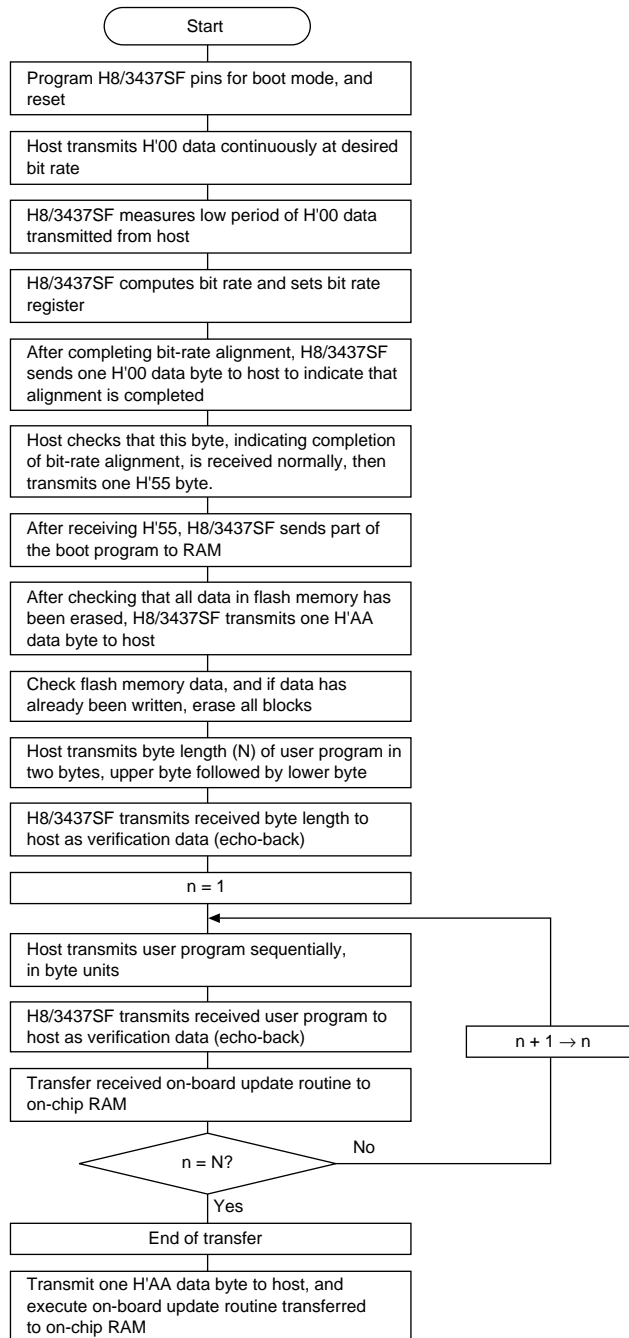 Start
Program H8/3437SF pins for boot mode, and
reset
Host transmits H'00 data continuously at desired
bit rate
H8/3437SF measures low period of H'00 data
transmitted from host
H8/3437SF computes bit rate and sets bit rate
register
After completing bit-rate alignment, H8/3437SF
sends one H'00 data byte to host to indicate that
alignment is completed
Host checks that this byte, indicating completion
of bit-rate alignment, is received normally, then
transmits one H'55 byte.
After receiving H'55, H8/3437SF sends part of
the boot program to RAM
After checking that all data in flash memory has
been erased, H8/3437SF transmits one H'AA
data byte to host
Check flash memory data, and if data has
already been written, erase all blocks
Host transmits byte length (N) of user program in
two bytes, upper byte followed by lower byte
H8/3437SF transmits received byte length to
host as verification data (echo-back)
n = 1
Host transmits user program sequentially,
in byte units
H8/3437SF transmits received user program to
host as verification data (echo-back)
n + 1 → n
Transfer received on-board update routine to
on-chip RAM
n = N?
No
Yes
End of transfer
Transmit one H'AA data byte to host, and
execute on-board update routine transferred
to on-chip RAM